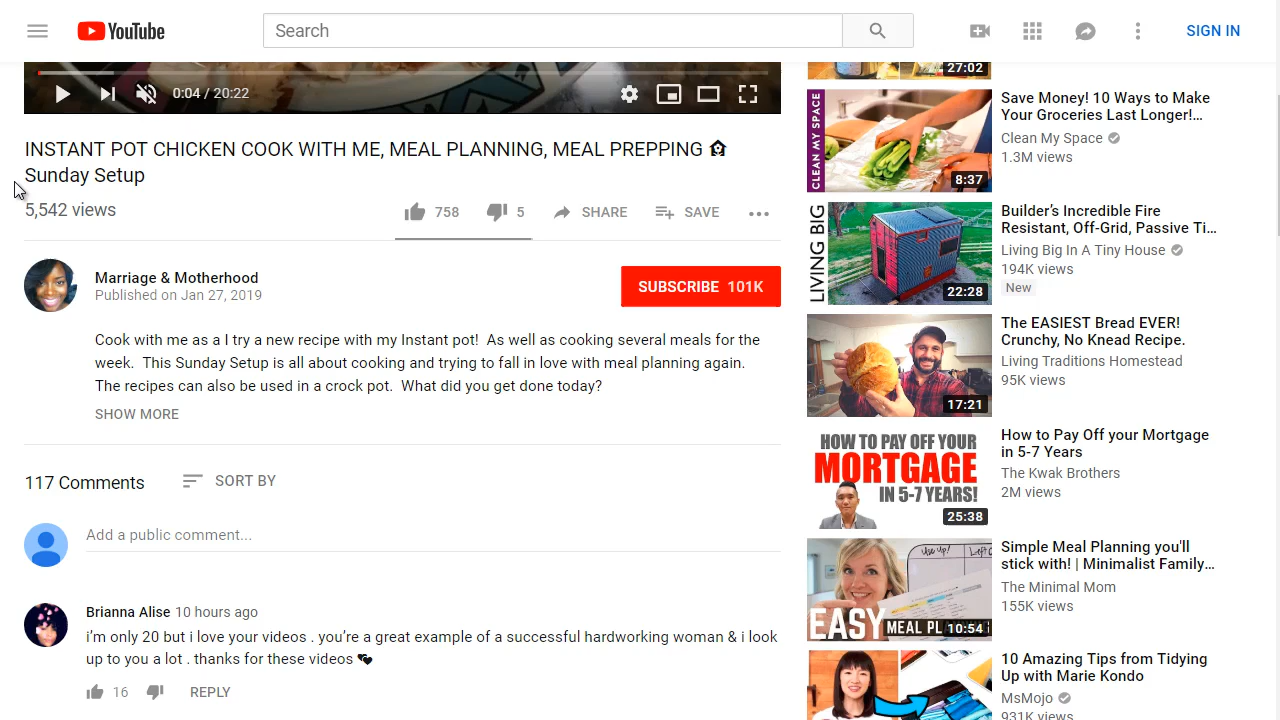 YouTube
Search
SIGN IN
0:04 / 20:22
INSTANT POT CHICKEN COOK WITH ME, MEAL PLANNING, MEAL PREPPING
Sunday Setup
5,542 views
758
5
SHARE
SAVE
Marriage & Motherhood
Published on Jan 27, 2019
SUBSCRIBE 101K
Cook with me as a I try a new recipe with my Instant pot! As well as cooking several meals for the
week. This Sunday Setup is all about cooking and trying to fall in love with meal planning again.
The recipes can also be used in a crock pot. What did you get done today?
SHOW MORE
117 Comments
SORT BY
Add a public comment...
Brianna Alise 10 hours ago
i'm only 20 but i love your videos . you're a great example of a successful hardworking woman & i look
up to you a lot . thanks for these videos
16
REPLY
27:02
CLEAN MY SPACE
8:37
Save Money! 10 Ways to Make
Your Groceries Last Longer!...
Clean My Space
1.3M views
LIVING BIG
22:28
Builder's Incredible Fire
Resistant, Off-Grid, Passive Ti...
Living Big In A Tiny House
194K views
New
17:21
The EASIEST Bread EVER!
Crunchy, No Knead Recipe.
Living Traditions Homestead
95K views
HOW TO PAY OFF YOUR
MORTGAGE
IN 5-7 YEARS!
25:38
How to Pay Off your Mortgage
in 5-7 Years
The Kwak Brothers
2M views
Use up!
EASY MEAL
10:54
Simple Meal Planning you'll
stick with! | Minimalist Family...
The Minimal Mom
155K views
10 Amazing Tips from Tidying
Up with Marie Kondo
MsMojo
931K views